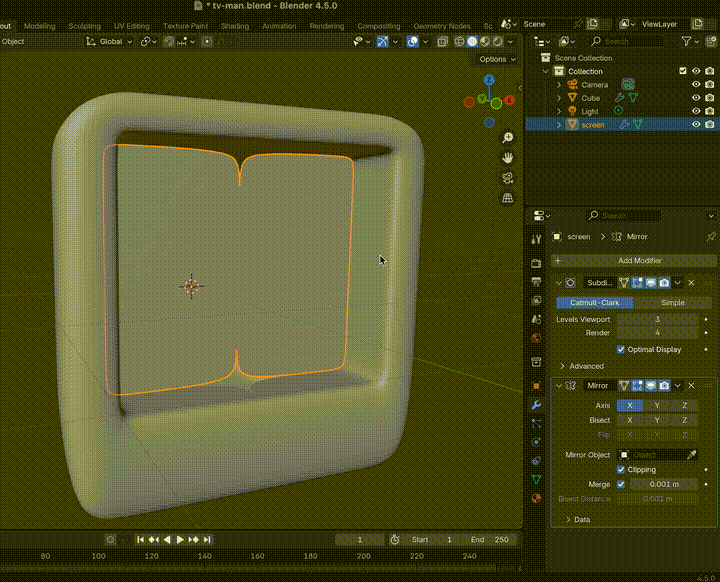 * tv-man.blend - Blender 4.5.0
out Modeling Sculpting UV Editing Texture Paint Shading Animation Rendering Compositing Geometry Nodes Sc
Scene
ViewLayer
Object
Global
Search
Options
Z
Y
X
Scene Collection
Collection
Camera
Cube
Light
screen
Search
screen > Mirror
+ Add Modifier
Subdi...
Catmull-Clark Simple
Levels Viewport 3
Render 4
Optimal Display
Advanced
Mirror
Axis X Y Z
Bisect X Y Z
Flip X Y Z
Mirror Object Object
Clipping
Merge 0.001 m
Bisect Distance 0.001 m
Data
1 Start 1 End 250
80 100 120 140 160 180 200 220 240
4.5.0